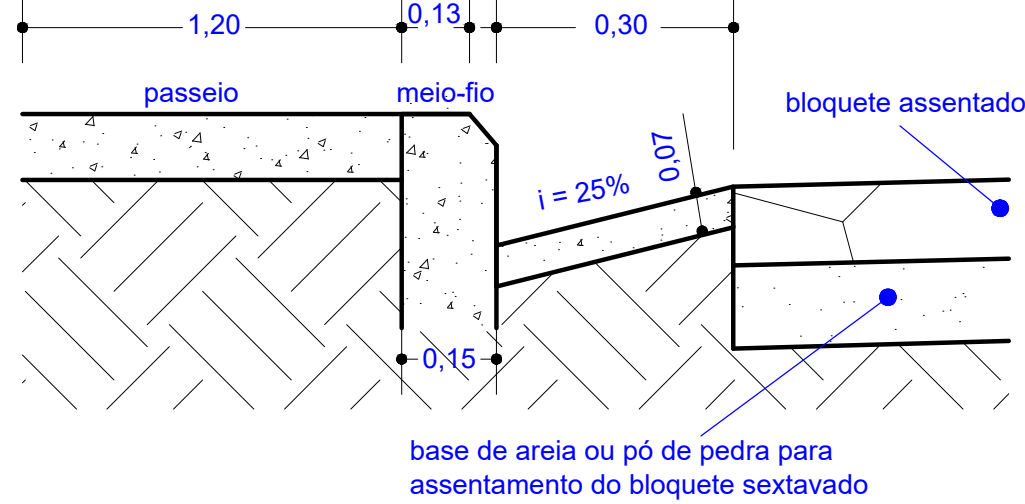 1,20
0,13
0,30
passeio
meio-fio
bloquete assentado
0,07
i = 25%
0,15
base de areia ou pó de pedra para
assentamento do bloquete sextavado